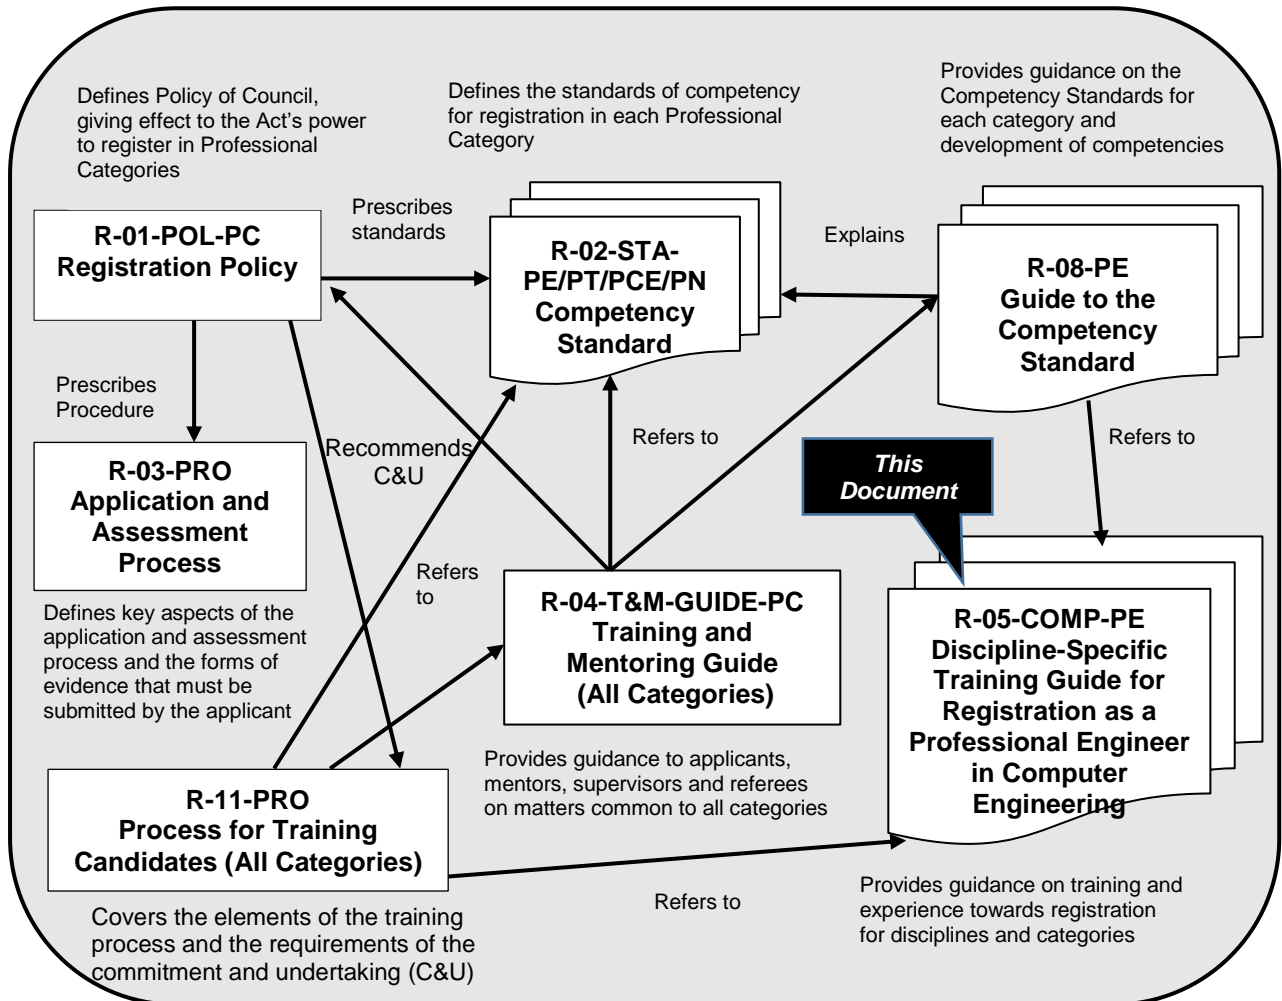 Defines Policy of Council,
giving effect to the Act's power
to register in Professional
Categories
Defines the standards of competency
for registration in each Professional
Category
Provides guidance on the
Competency Standards for
each category and
development of competencies
R-01-POL-PC
Registration Policy
Prescribes
standards
R-02-STA-
PE/PT/PCE/PN
Competency
Standard
Explains
R-08-PE
Guide to the
Competency
Standard
Prescribes
Procedure
Recommends
C&U
Refers to
This
Document
Refers to
R-03-PRO
Application and
Assessment
Process
Defines key aspects of the
application and assessment
process and the forms of
evidence that must be
submitted by the applicant
Refers
to
R-04-T&M-GUIDE-PC
Training and
Mentoring Guide
(All Categories)
Provides guidance to applicants,
mentors, supervisors and referees
on matters common to all categories
R-05-COMP-PE
Discipline-Specific
Training Guide for
Registration as a
Professional Engineer
in Computer
Engineering
R-11-PRO
Process for Training
Candidates (All Categories)
Covers the elements of the training
process and the requirements of the
commitment and undertaking (C&U)
Refers to
Provides guidance on training and
experience towards registration
for disciplines and categories